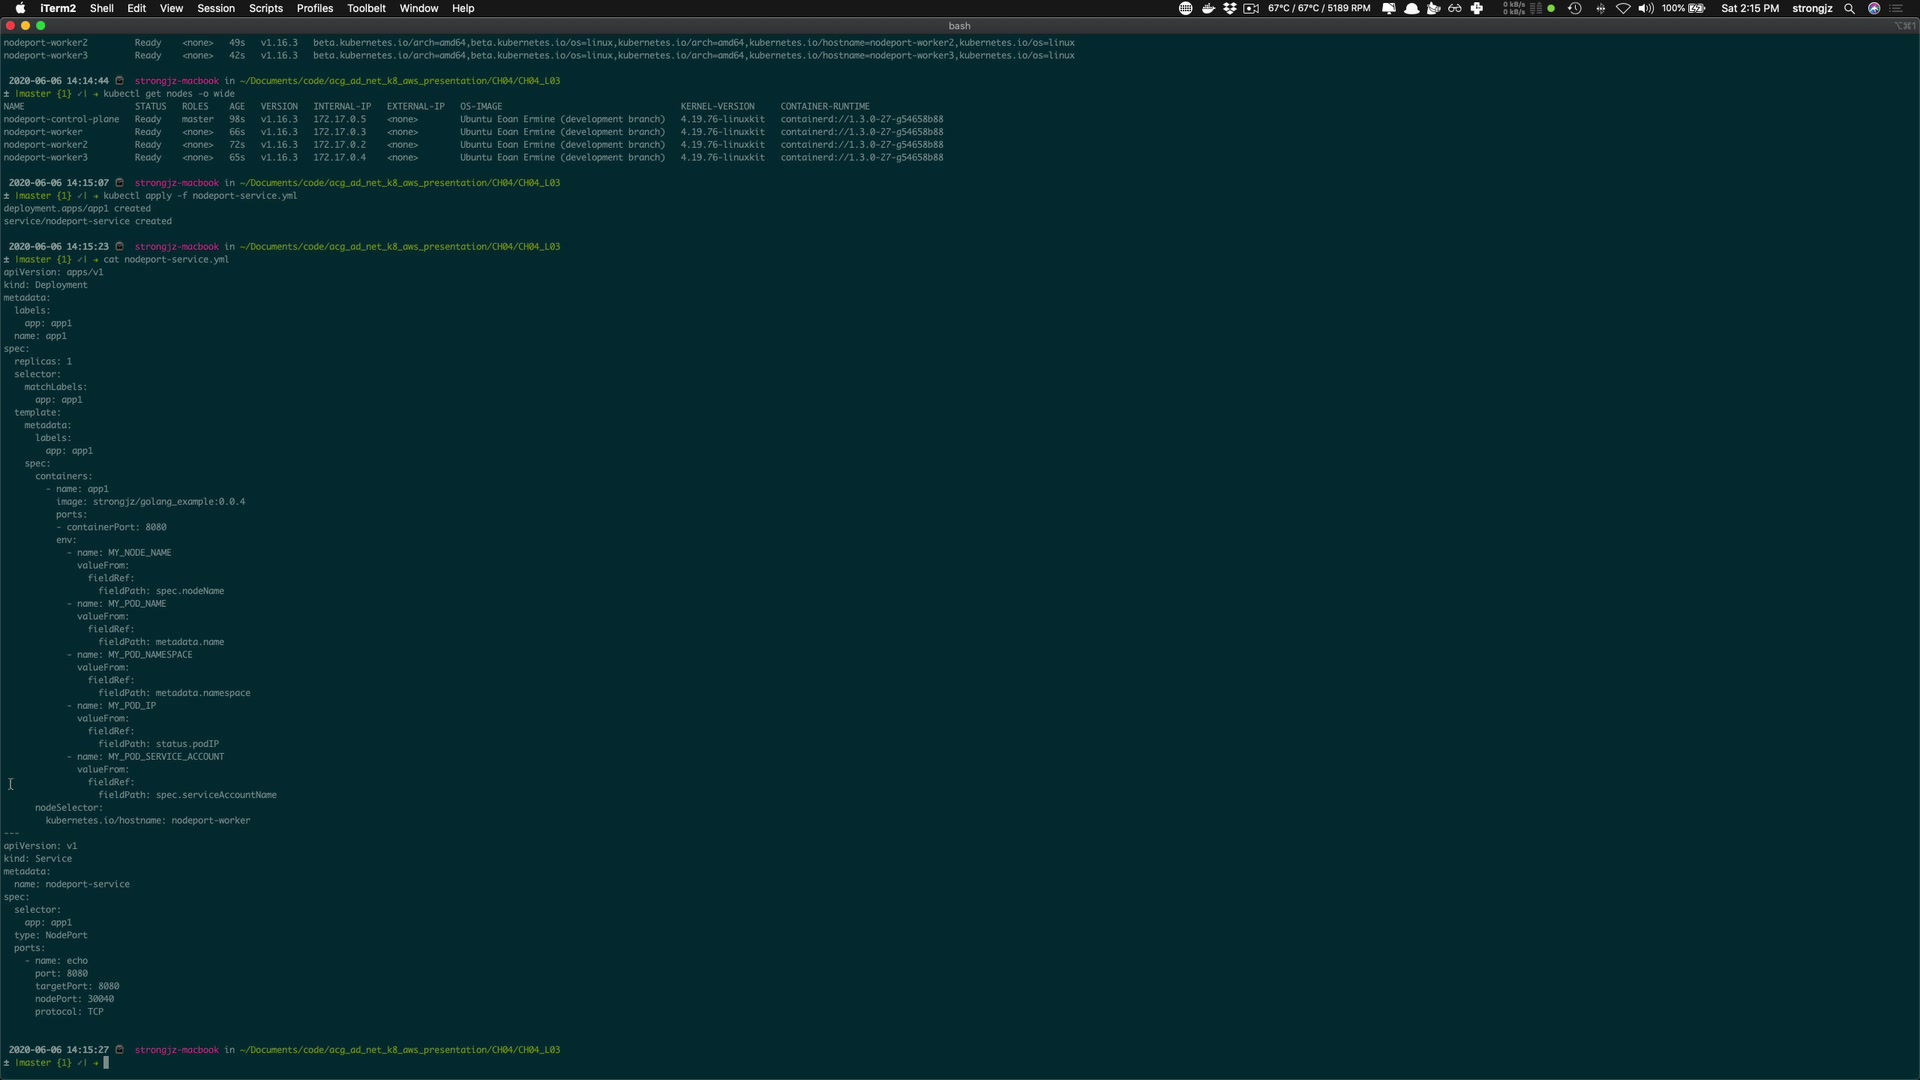 iTerm2 Shell Edit View Session Scripts Profiles Toolbelt Window Help 0 kB/s 0 kB/s 67°C / 67°C / 5189 RPM 100% Sat 2:15 PM strongjz
bash ⌥⌘1
nodeport-worker2 Ready <none> 49s v1.16.3 beta.kubernetes.io/arch=amd64,beta.kubernetes.io/os=linux,kubernetes.io/arch=amd64,kubernetes.io/hostname=nodeport-worker2,kubernetes.io/os=linux
nodeport-worker3 Ready <none> 42s v1.16.3 beta.kubernetes.io/arch=amd64,beta.kubernetes.io/os=linux,kubernetes.io/arch=amd64,kubernetes.io/hostname=nodeport-worker3,kubernetes.io/os=linux
2020-06-06 14:14:44 strongjz-macbook in ~/Documents/code/acg_ad_net_k8_aws_presentation/CH04/CH04_L03
± |master {1} ✓| → kubectl get nodes -o wide
NAME STATUS ROLES AGE VERSION INTERNAL-IP EXTERNAL-IP OS-IMAGE KERNEL-VERSION CONTAINER-RUNTIME
nodeport-control-plane Ready master 98s v1.16.3 172.17.0.5 <none> Ubuntu Eoan Ermine (development branch) 4.19.76-linuxkit containerd://1.3.0-27-g54658b88
nodeport-worker Ready <none> 66s v1.16.3 172.17.0.3 <none> Ubuntu Eoan Ermine (development branch) 4.19.76-linuxkit containerd://1.3.0-27-g54658b88
nodeport-worker2 Ready <none> 72s v1.16.3 172.17.0.2 <none> Ubuntu Eoan Ermine (development branch) 4.19.76-linuxkit containerd://1.3.0-27-g54658b88
nodeport-worker3 Ready <none> 65s v1.16.3 172.17.0.4 <none> Ubuntu Eoan Ermine (development branch) 4.19.76-linuxkit containerd://1.3.0-27-g54658b88
2020-06-06 14:15:07 strongjz-macbook in ~/Documents/code/acg_ad_net_k8_aws_presentation/CH04/CH04_L03
± |master {1} ✓| → kubectl apply -f nodeport-service.yml
deployment.apps/app1 created
service/nodeport-service created
2020-06-06 14:15:23 strongjz-macbook in ~/Documents/code/acg_ad_net_k8_aws_presentation/CH04/CH04_L03
± |master {1} ✓| → cat nodeport-service.yml
apiVersion: apps/v1
kind: Deployment
metadata:
labels:
app: app1
name: app1
spec:
replicas: 1
selector:
matchLabels:
app: app1
template:
metadata:
labels:
app: app1
spec:
containers:
- name: app1
image: strongjz/golang_example:0.0.4
ports:
- containerPort: 8080
env:
- name: MY_NODE_NAME
valueFrom:
fieldRef:
fieldPath: spec.nodeName
- name: MY_POD_NAME
valueFrom:
fieldRef:
fieldPath: metadata.name
- name: MY_POD_NAMESPACE
valueFrom:
fieldRef:
fieldPath: metadata.namespace
- name: MY_POD_IP
valueFrom:
fieldRef:
fieldPath: status.podIP
- name: MY_POD_SERVICE_ACCOUNT
valueFrom:
fieldRef:
fieldPath: spec.serviceAccountName
nodeSelector:
kubernetes.io/hostname: nodeport-worker
---
apiVersion: v1
kind: Service
metadata:
name: nodeport-service
spec:
selector:
app: app1
type: NodePort
ports:
- name: echo
port: 8080
targetPort: 8080
nodePort: 30040
protocol: TCP
2020-06-06 14:15:27 strongjz-macbook in ~/Documents/code/acg_ad_net_k8_aws_presentation/CH04/CH04_L03
± |master {1} ✓| →